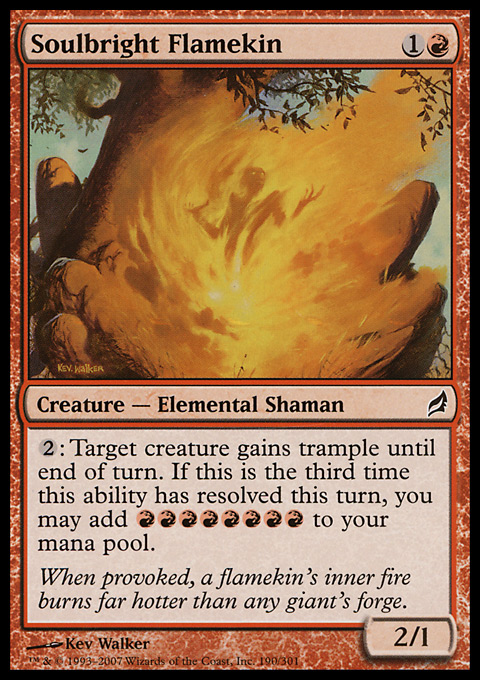 Soulbright Flamekin 1
KEV. WALKER
Creature — Elemental Shaman
2: Target creature gains trample until
end of turn. If this is the third time
this ability has resolved this turn, you
may add to your
mana pool.
When provoked, a flamekin's inner fire
burns far hotter than any giant's forge.
Kev Walker
2/1
™ & © 1993–2007 Wizards of the Coast, Inc. 190/301